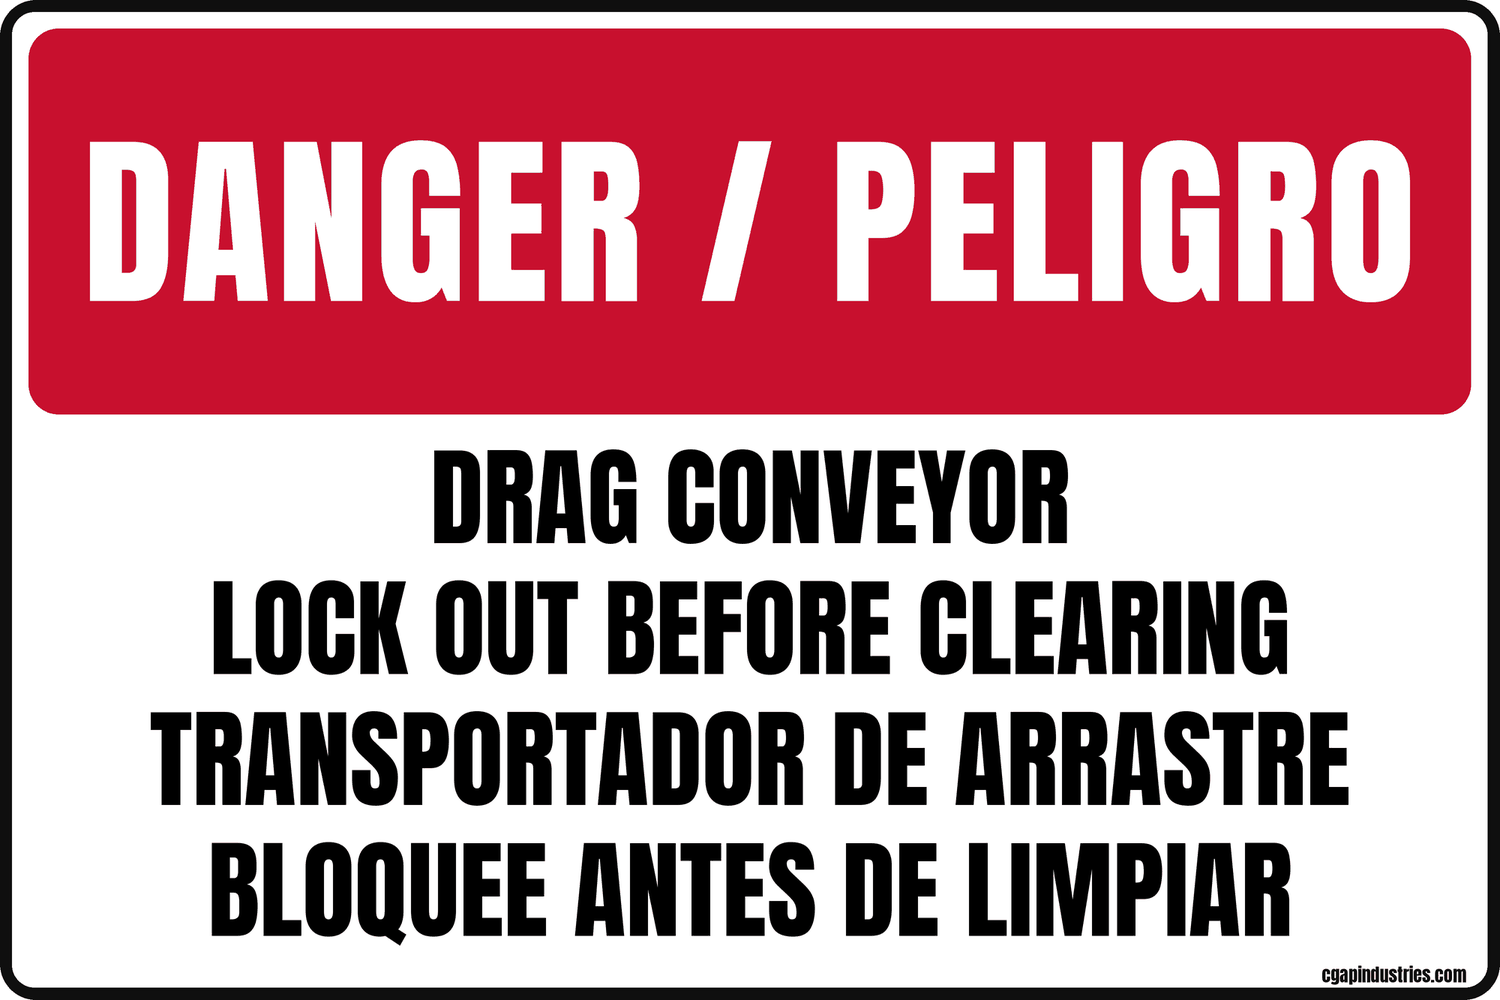 DANGER / PELIGRO
DRAG CONVEYOR
LOCK OUT BEFORE CLEARING
TRANSPORTADOR DE ARRASTRE
BLOQUEE ANTES DE LIMPIAR
cgapindustries.com